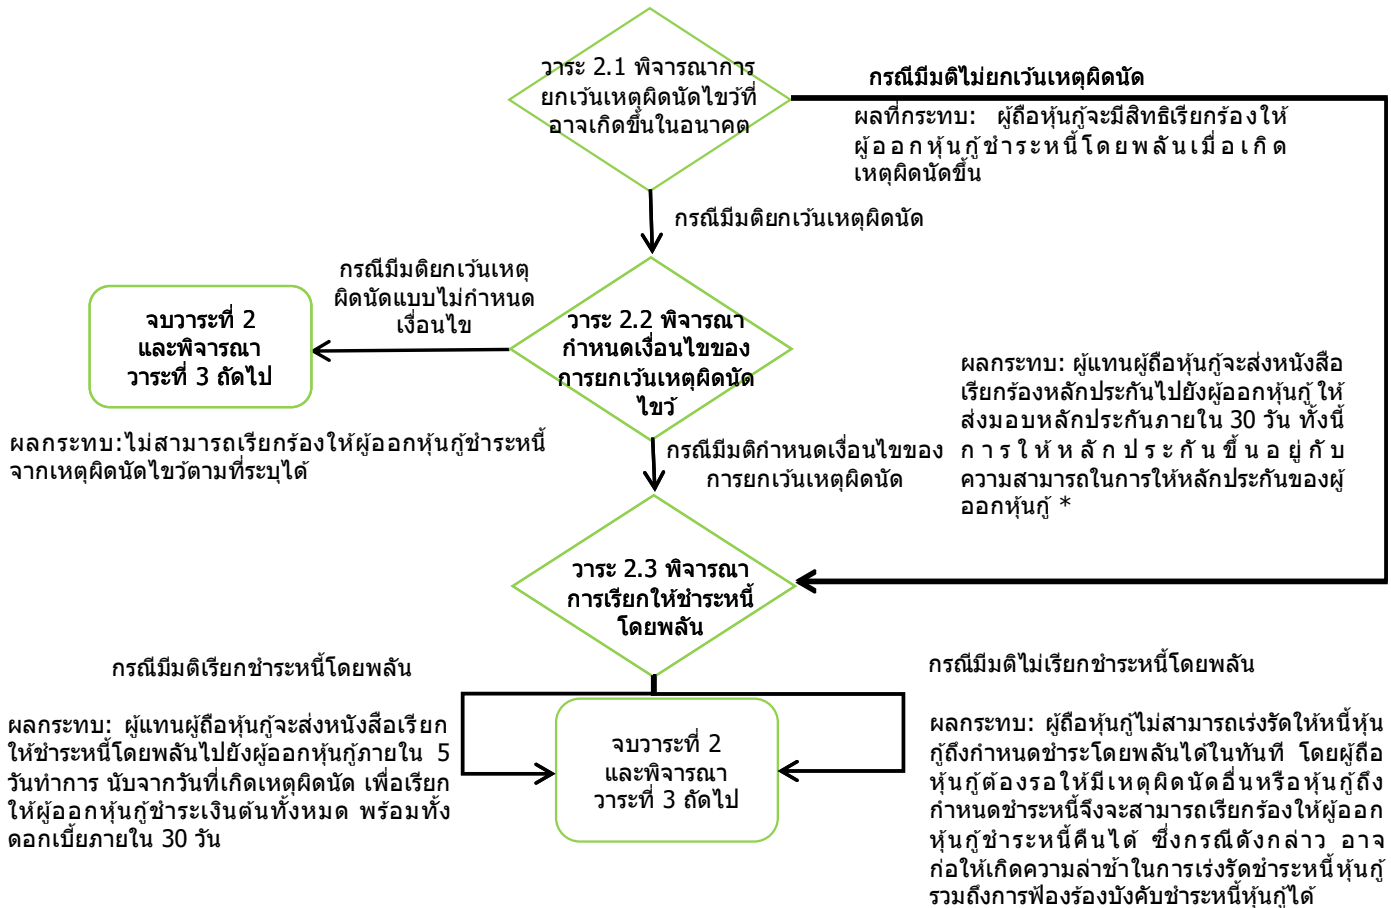 วาระ 2.1 พิจารณาการ
ยกเว้นเหตุผิดนัดไขว้ที่
อาจเกิดขึ้นในอนาคต
กรณีมีมติไม่ยกเว้นเหตุผิดนัด
ผลที่กระทบ: ผู้ถือหุ้นกู้จะมีสิทธิเรียกร้องให้
ผู้ออกหุ้นกู้ชำระหนี้โดยพลันเมื่อเกิด
เหตุผิดนัดขึ้น
กรณีมีมติยกเว้นเหตุผิดนัด
กรณีมีมติยกเว้นเหตุ
ผิดนัดแบบไม่กำหนด
เงื่อนไข
จบวาระที่ 2
และพิจารณา
วาระที่ 3 ถัดไป
วาระ 2.2 พิจารณา
กำหนดเงื่อนไขของ
การยกเว้นเหตุผิดนัด
ไขว้
ผลกระทบ:ไม่สามารถเรียกร้องให้ผู้ออกหุ้นกู้ชำระหนี้
จากเหตุผิดนัดไขว้ตามที่ระบุได้
กรณีมีมติกำหนดเงื่อนไขของ
การยกเว้นเหตุผิดนัด
ผลกระทบ: ผู้แทนผู้ถือหุ้นกู้จะส่งหนังสือ
เรียกร้องหลักประกันไปยังผู้ออกหุ้นกู้ ให้
ส่งมอบหลักประกันภายใน 30 วัน ทั้งนี้
การให้หลักประกันขึ้นอยู่กับ
ความสามารถในการให้หลักประกันของผู้
ออกหุ้นกู้ *
วาระ 2.3 พิจารณา
การเรียกให้ชำระหนี้
โดยพลัน
กรณีมีมติเรียกชำระหนี้โดยพลัน
ผลกระทบ: ผู้แทนผู้ถือหุ้นกู้จะส่งหนังสือเรียก
ให้ชำระหนี้โดยพลันไปยังผู้ออกหุ้นกู้ภายใน 5
วันทำการ นับจากวันที่เกิดเหตุผิดนัด เพื่อเรียก
ให้ผู้ออกหุ้นกู้ชำระเงินต้นทั้งหมด พร้อมทั้ง
ดอกเบี้ยภายใน 30 วัน
จบวาระที่ 2
และพิจารณา
วาระที่ 3 ถัดไป
กรณีมีมติไม่เรียกชำระหนี้โดยพลัน
ผลกระทบ: ผู้ถือหุ้นกู้ไม่สามารถเร่งรัดให้หนี้หุ้น
กู้ถึงกำหนดชำระโดยพลันได้ในทันที โดยผู้ถือ
หุ้นกู้ต้องรอให้มีเหตุผิดนัดอื่นหรือหุ้นกู้ถึง
กำหนดชำระหนี้จึงจะสามารถเรียกร้องให้ผู้ออก
หุ้นกู้ชำระหนี้คืนได้ ซึ่งกรณีดังกล่าว อาจ
ก่อให้เกิดความล่าช้าในการเร่งรัดชำระหนี้หุ้นกู้
รวมถึงการฟ้องร้องบังคับชำระหนี้หุ้นกู้ได้